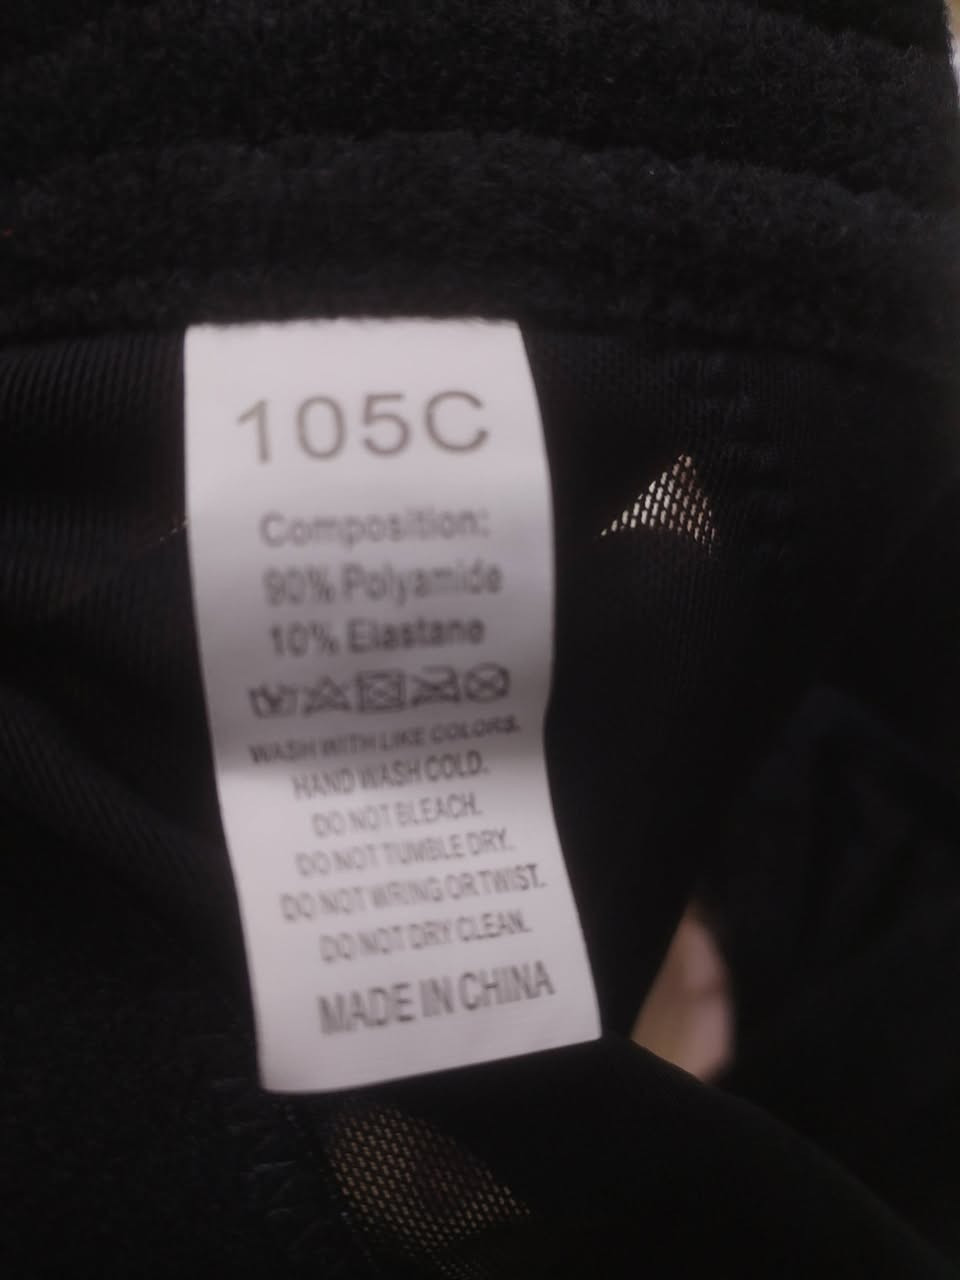 105C
Composition:
90% Polyamide
10% Elastane
WASH WITH LIKE COLORS.
HAND WASH COLD.
DO NOT BLEACH.
DO NOT TUMBLE DRY.
DO NOT WRING OR TWIST.
DO NOT DRY CLEAN.
MADE IN CHINA